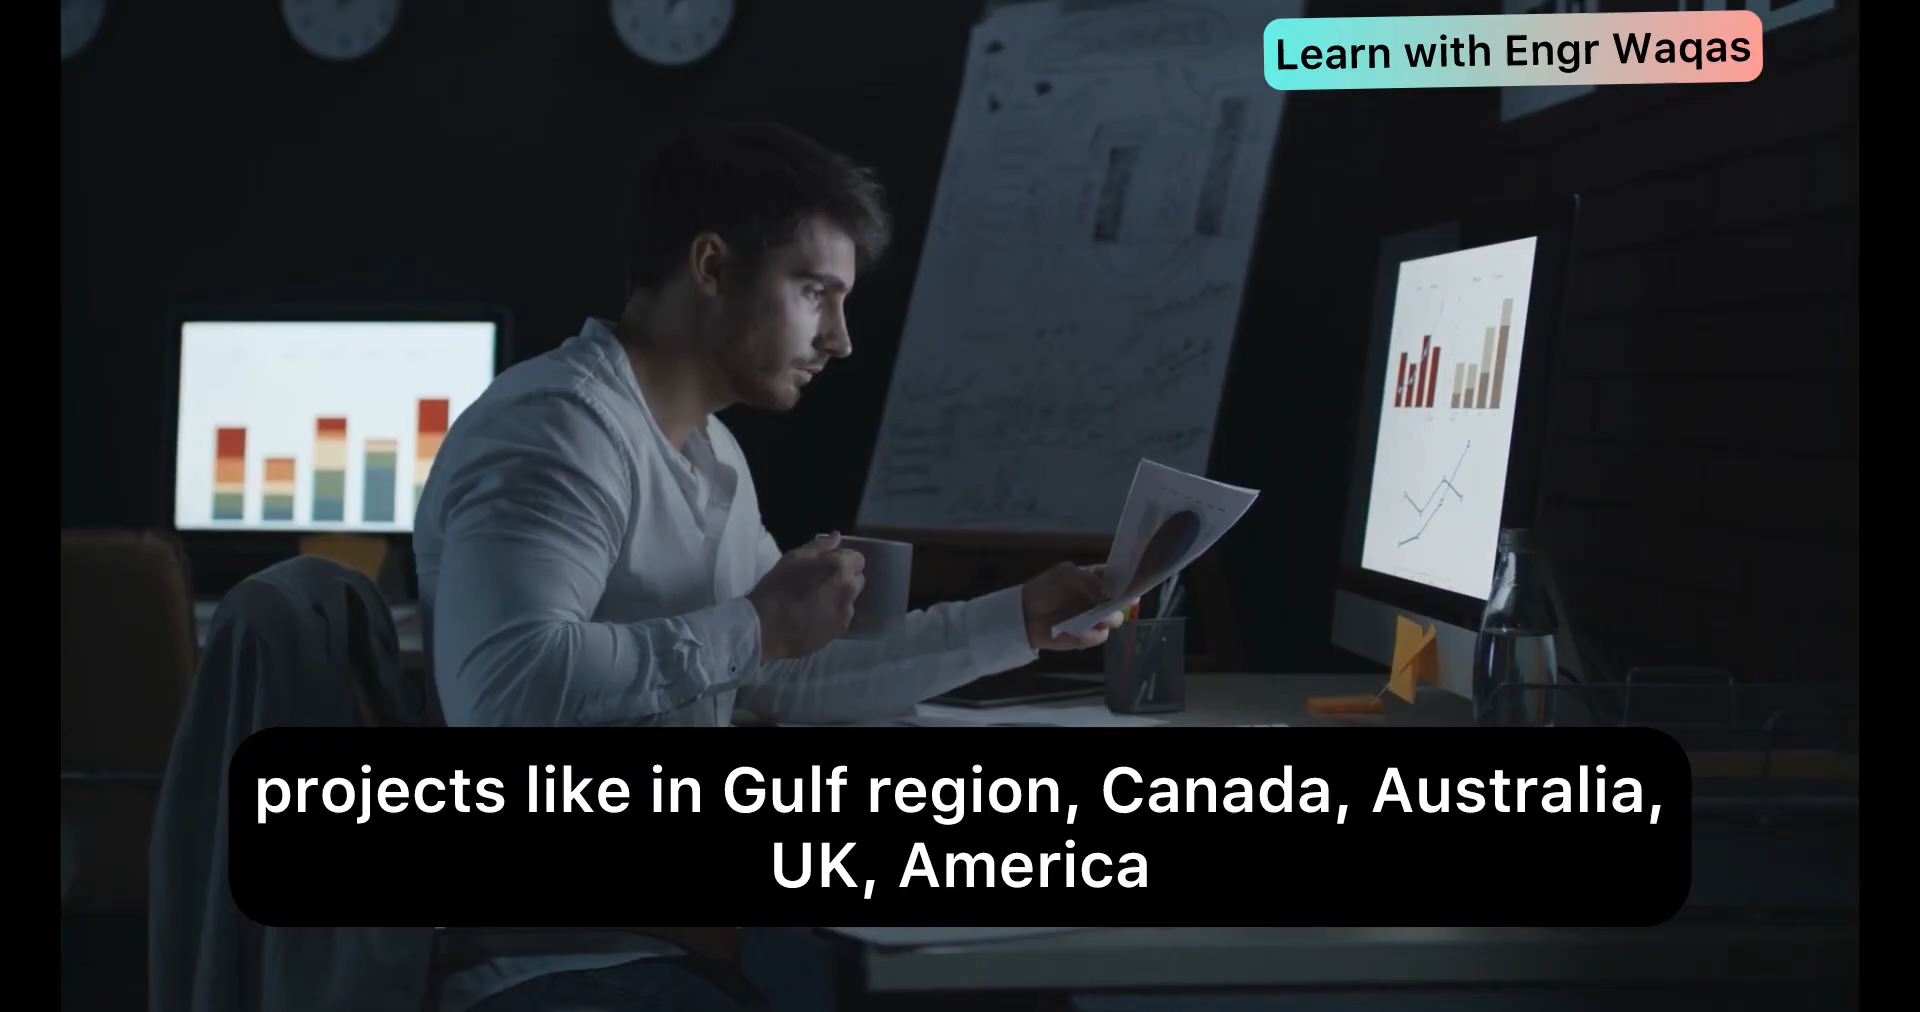 Learn with Engr Waqas
projects like in Gulf region, Canada, Australia,
UK, America